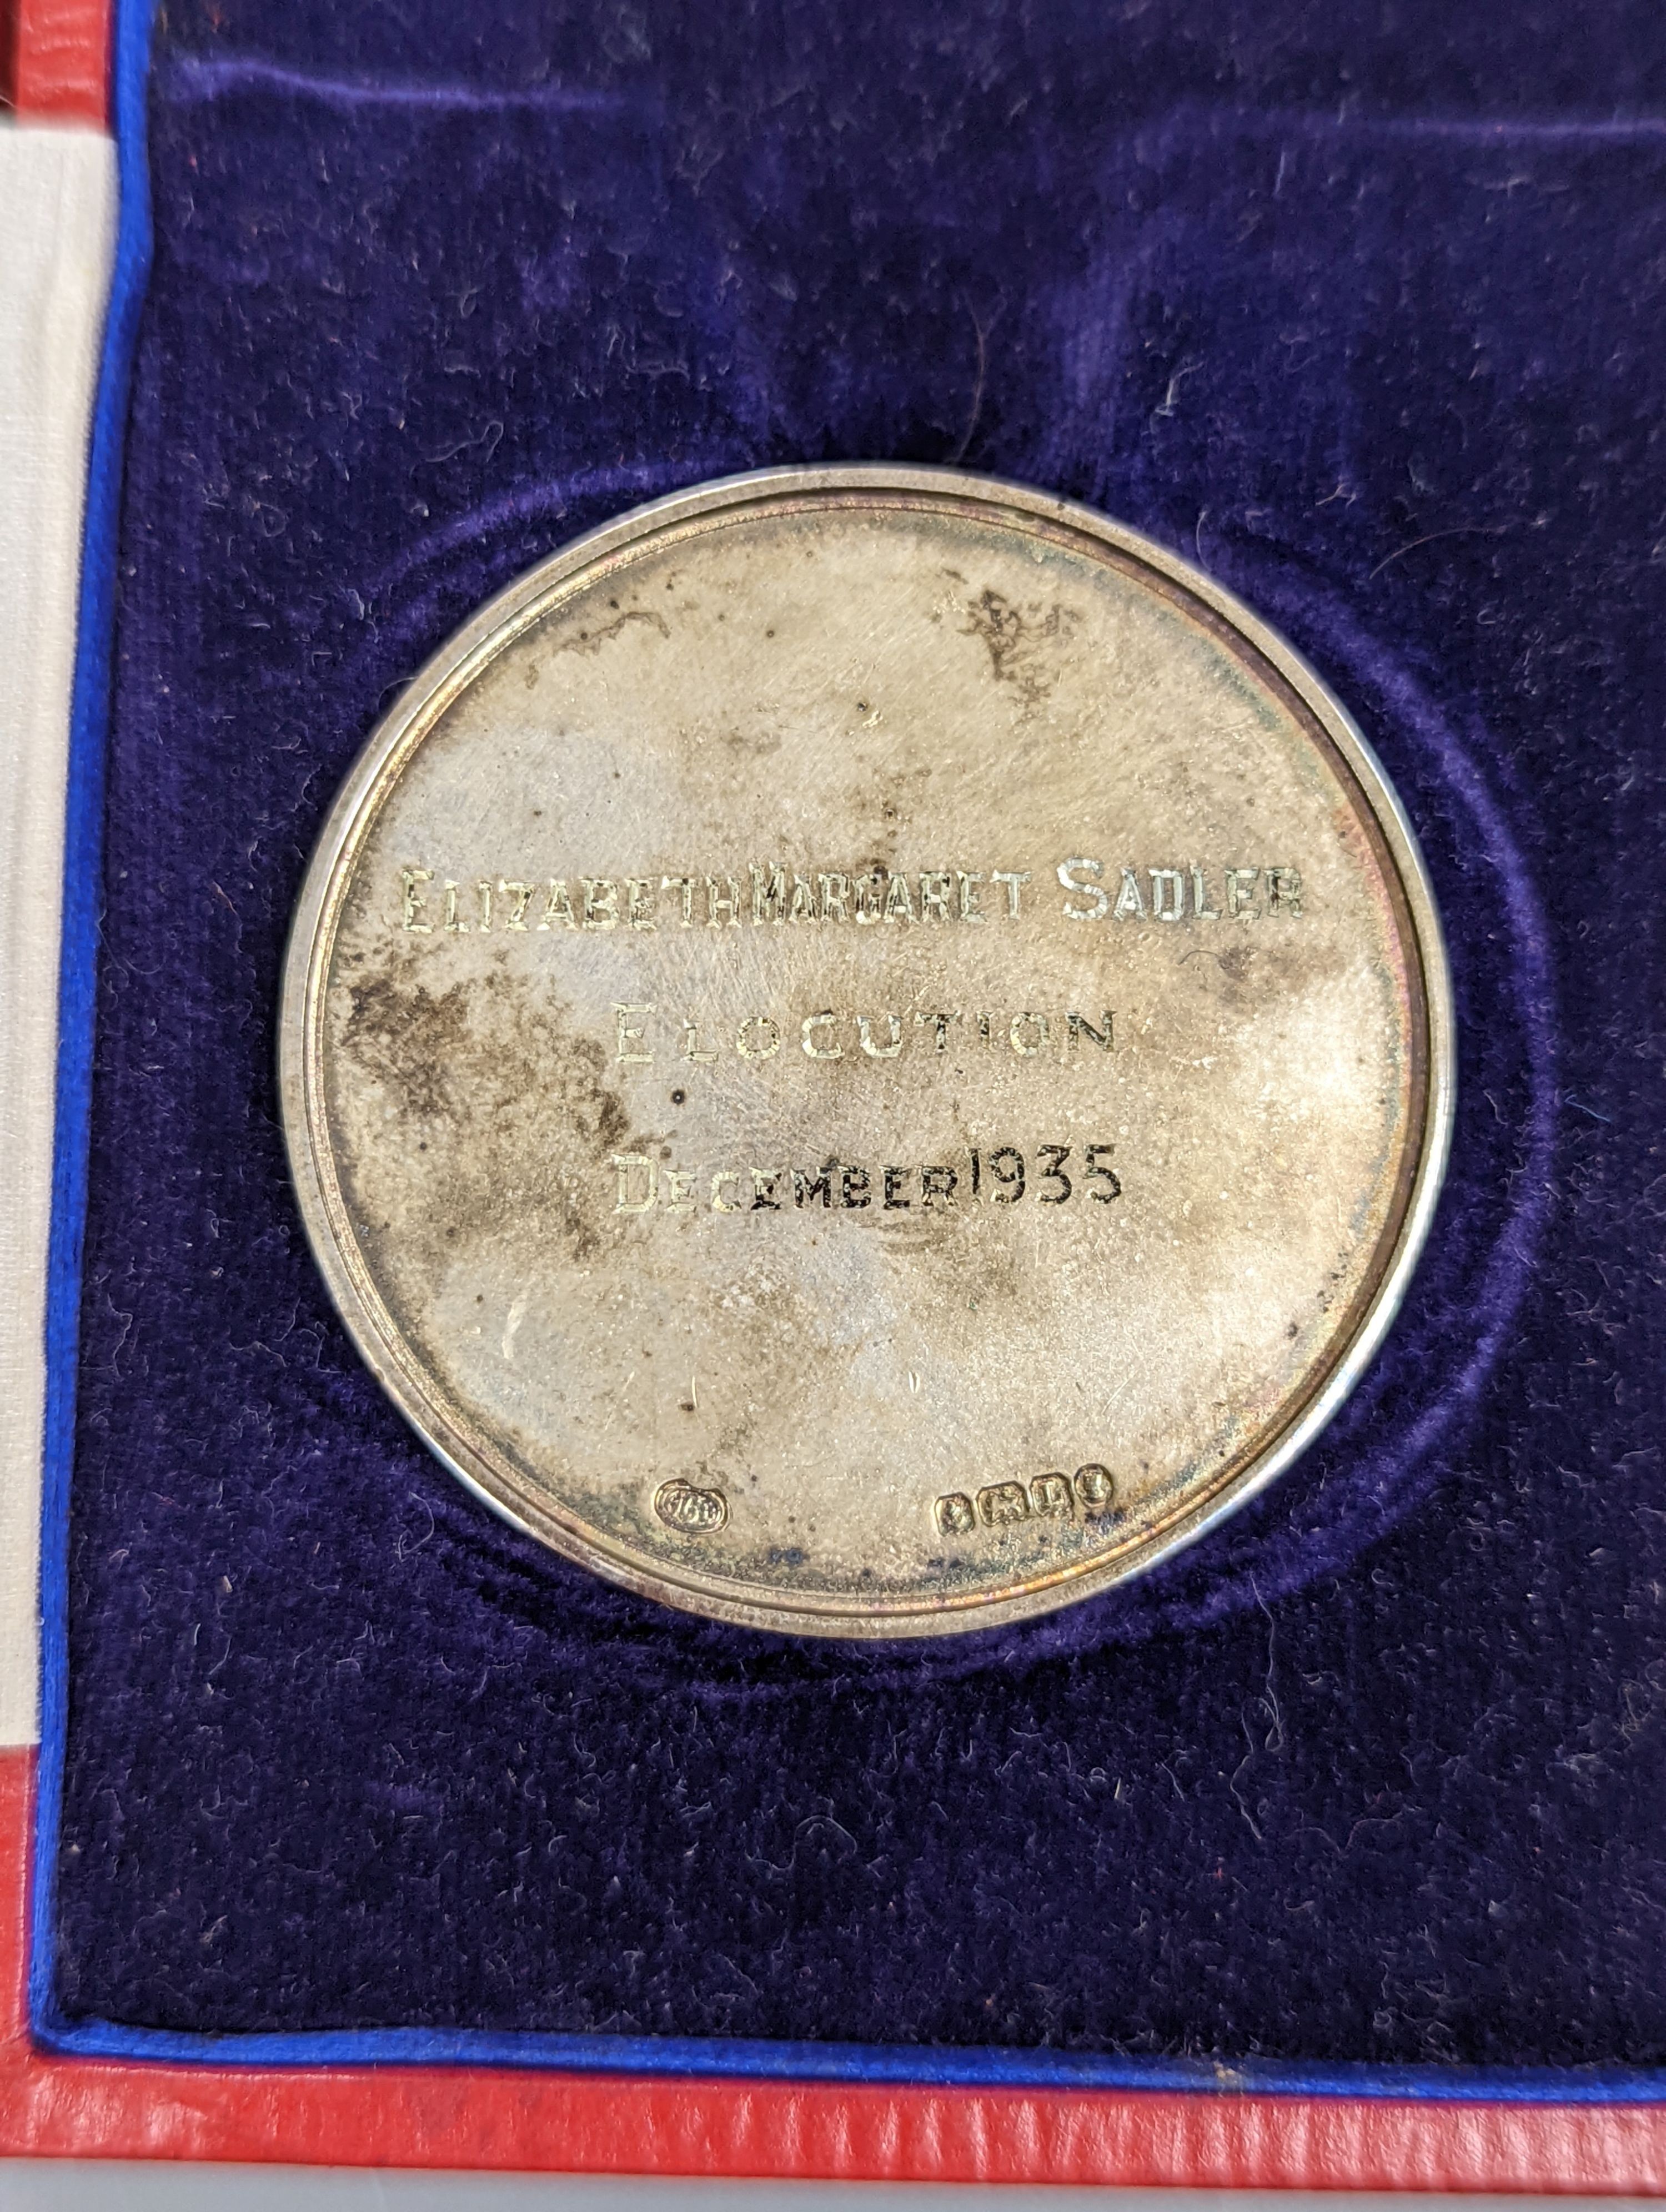 ELIZABETH MARGARET SADLER
ELOCUTION
DECEMBER 1935